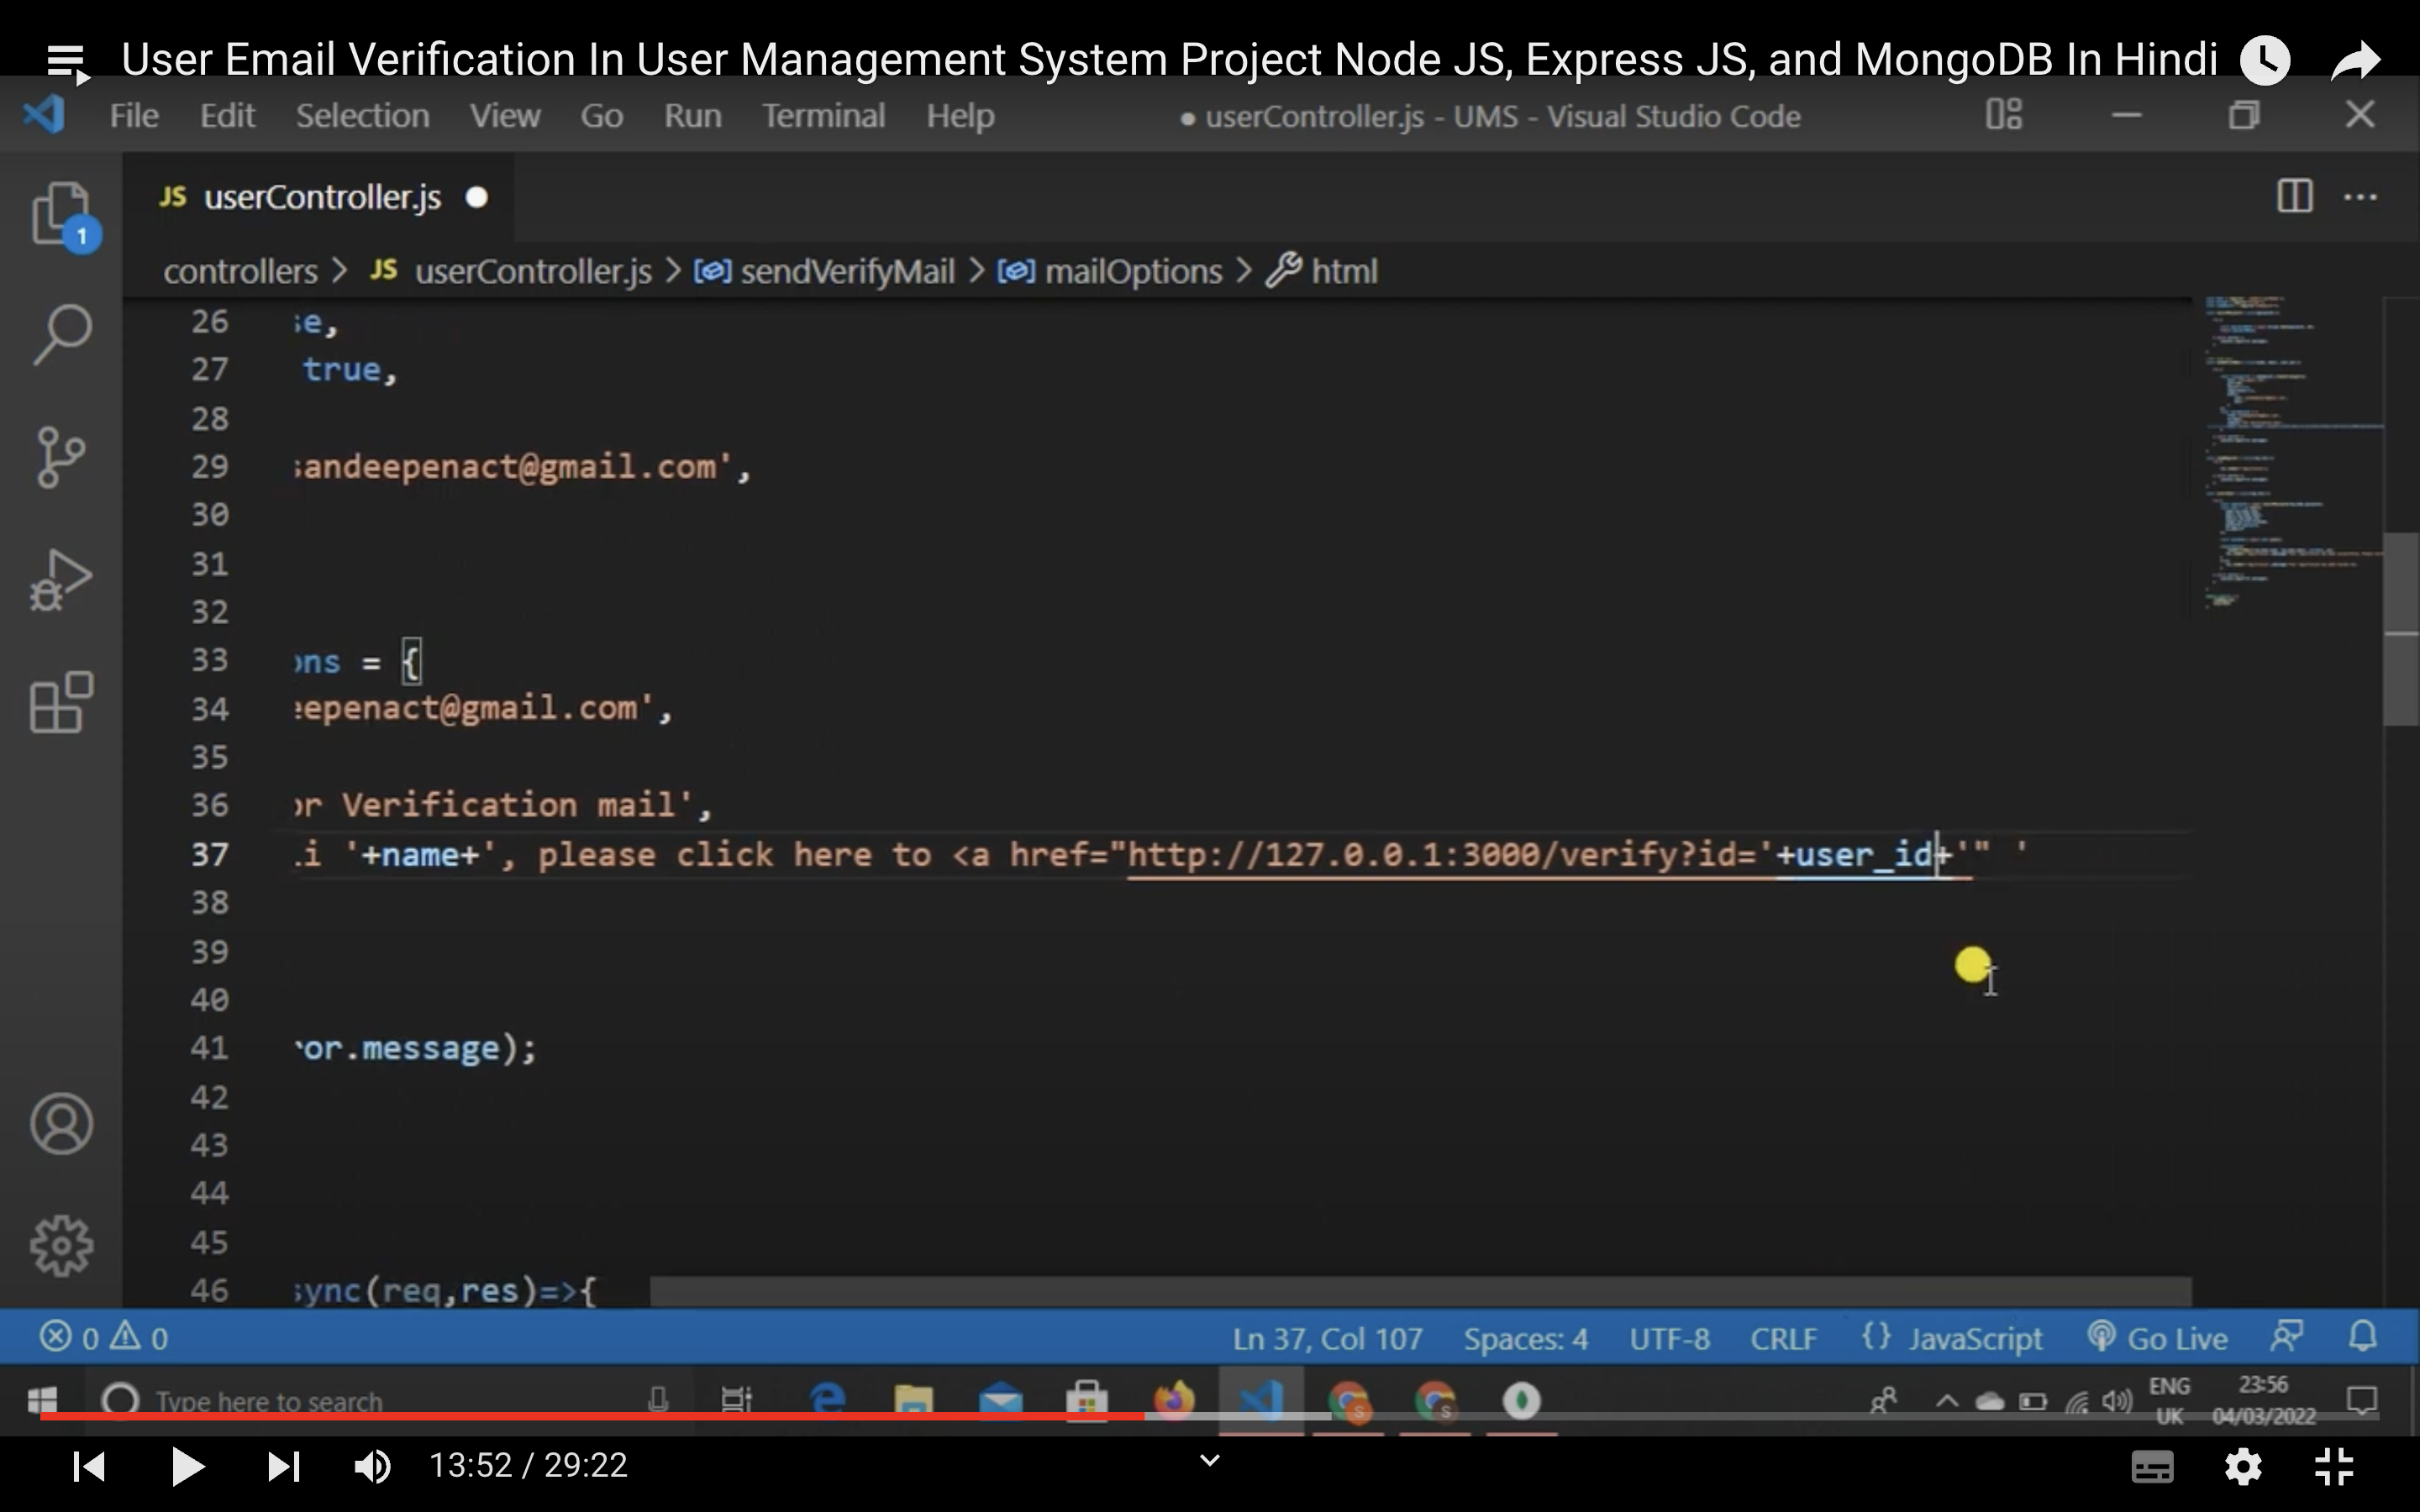 User Email Verification In User Management System Project Node JS, Express JS, and MongoDB In Hindi
File Edit Selection View Go Run Terminal Help ● userController.js - UMS - Visual Studio Code
JS userController.js ●
1
controllers > JS userController.js > sendVerifyMail > mailOptions > html
26 se,
27 true,
28
29 sandeepenact@gmail.com',
30
31
32
33 ons = {
34 eepenact@gmail.com',
35
36 or Verification mail',
37 i '+name+', please click here to <a href="http://127.0.0.1:3000/verify?id='+user_id+'" '
38
39
40
41 or.message);
42
43
44
45
46 sync(req,res)=>{
0 0 Ln 37, Col 107 Spaces: 4 UTF-8 CRLF {} JavaScript Go Live
Type here to search ENG 23:56
UK 04/03/2022
13:52 / 29:22